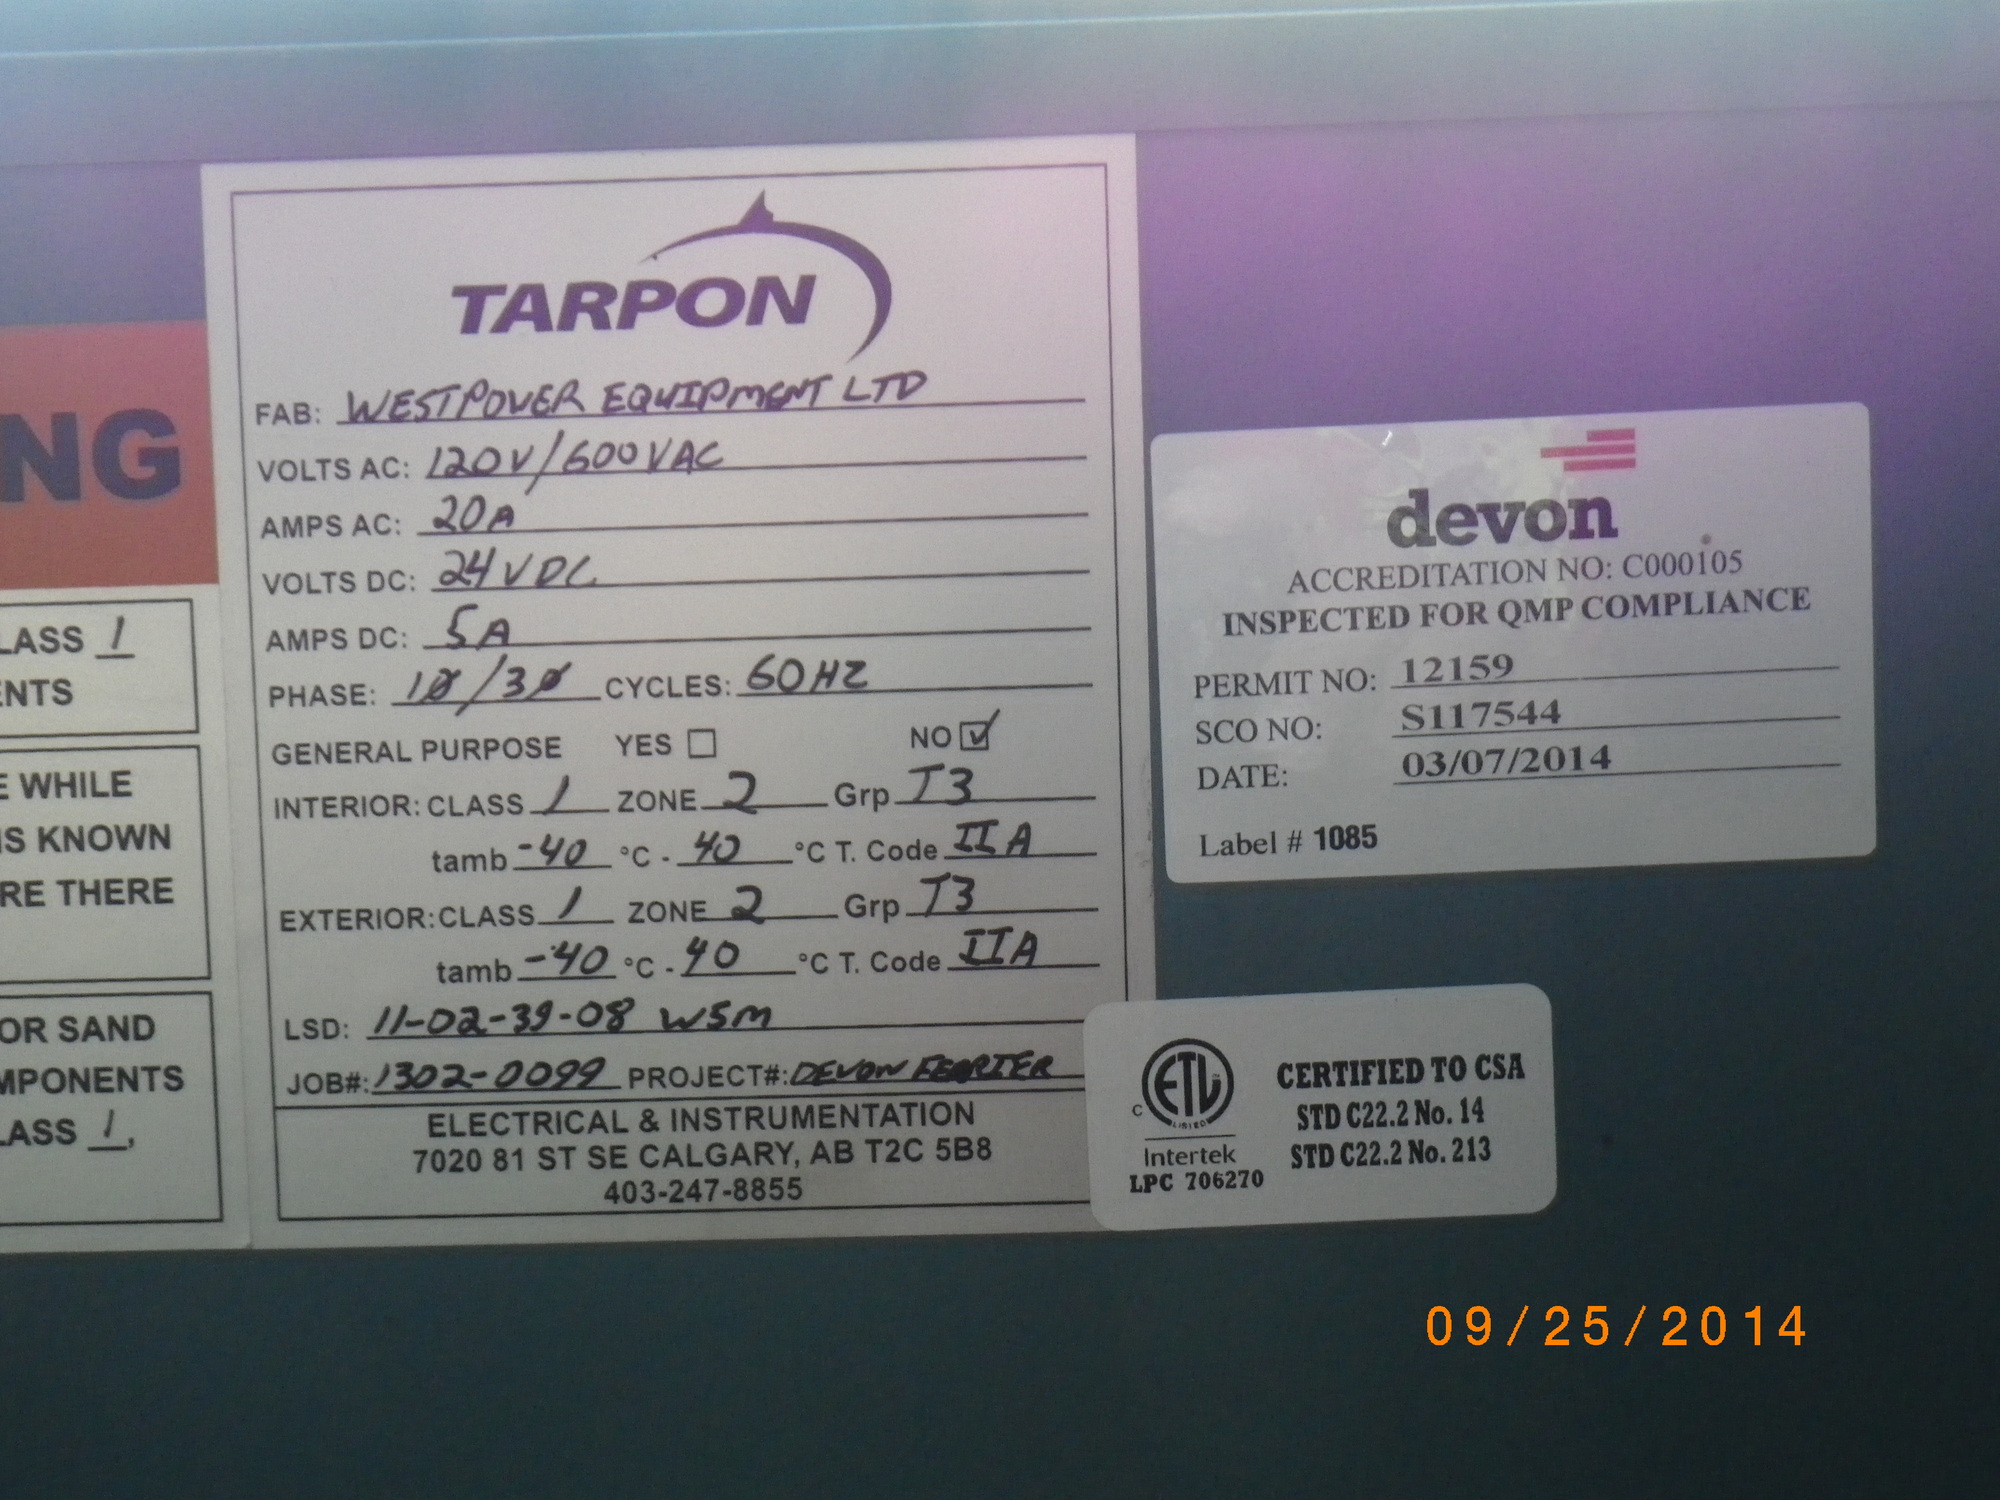 NG
LASS 1
ENTS
E WHILE
IS KNOWN
RE THERE
OR SAND
MPONENTS
LASS 1,
TARPON
FAB: WESTPOWER EQUIPMENT LTD
VOLTS AC: 120V/600VAC
AMPS AC: 20A
VOLTS DC: 24VDC
AMPS DC: 5A
PHASE: 1Ø/3Ø CYCLES: 60HZ
GENERAL PURPOSE YES ☐ NO ☑
INTERIOR: CLASS 1 ZONE 2 Grp T3
tamb -40 °C - 40 °C T. Code IIA
EXTERIOR: CLASS 1 ZONE 2 Grp T3
tamb -40 °C - 40 °C T. Code IIA
LSD: 11-02-39-08 W5M
JOB#: 1302-0099 PROJECT#: DEVON FERRIER
ELECTRICAL & INSTRUMENTATION
7020 81 ST SE CALGARY, AB T2C 5B8
403-247-8855
devon
ACCREDITATION NO: C000105
INSPECTED FOR QMP COMPLIANCE
PERMIT NO: 12159
SCO NO: S117544
DATE: 03/07/2014
Label # 1085
C ETL
LISTED
Intertek
LPC 706270
CERTIFIED TO CSA
STD C22.2 No. 14
STD C22.2 No. 213
09/25/2014